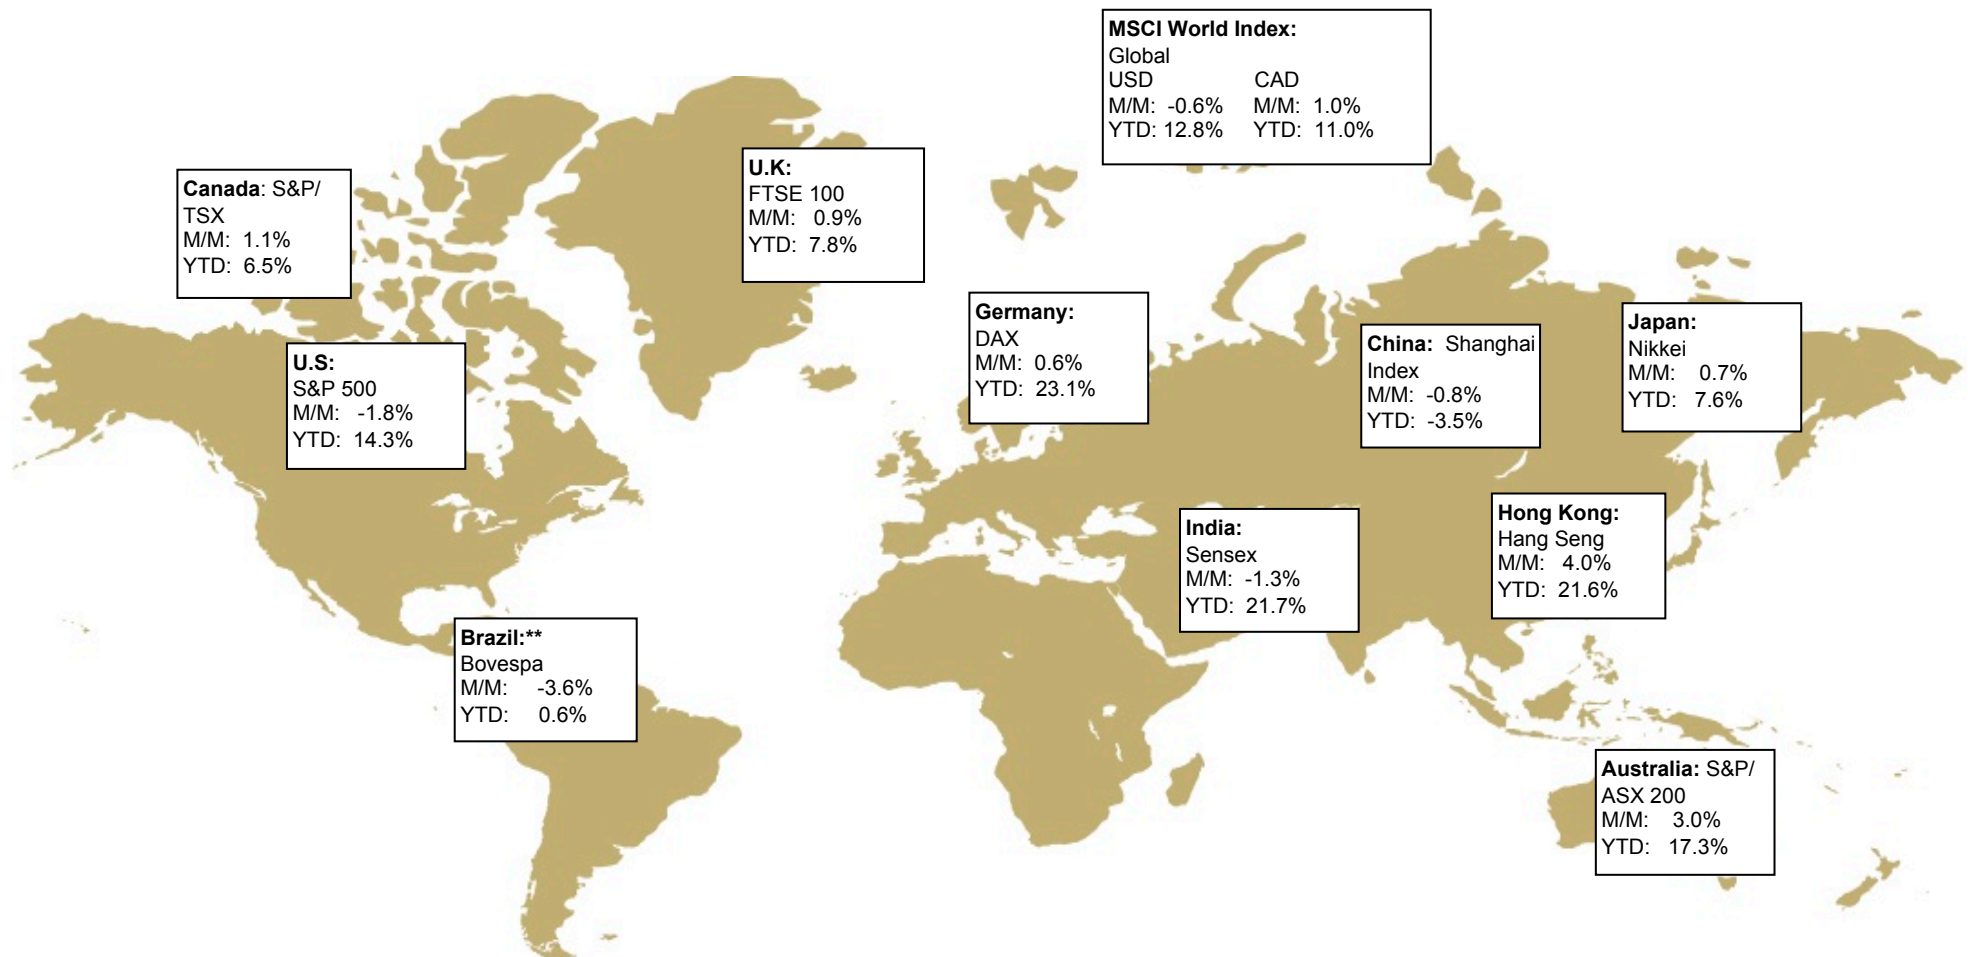 MSCI World Index:
Global
USD CAD
M/M: -0.6% M/M: 1.0%
YTD: 12.8% YTD: 11.0%
U.K:
FTSE 100
M/M: 0.9%
YTD: 7.8%
Canada: S&P/
TSX
M/M: 1.1%
YTD: 6.5%
Germany:
DAX
M/M: 0.6%
YTD: 23.1%
Japan:
Nikkei
M/M: 0.7%
YTD: 7.6%
China: Shanghai
Index
M/M: -0.8%
YTD: -3.5%
U.S:
S&P 500
M/M: -1.8%
YTD: 14.3%
Hong Kong:
Hang Seng
M/M: 4.0%
YTD: 21.6%
India:
Sensex
M/M: -1.3%
YTD: 21.7%
Brazil:**
Bovespa
M/M: -3.6%
YTD: 0.6%
Australia: S&P/
ASX 200
M/M: 3.0%
YTD: 17.3%